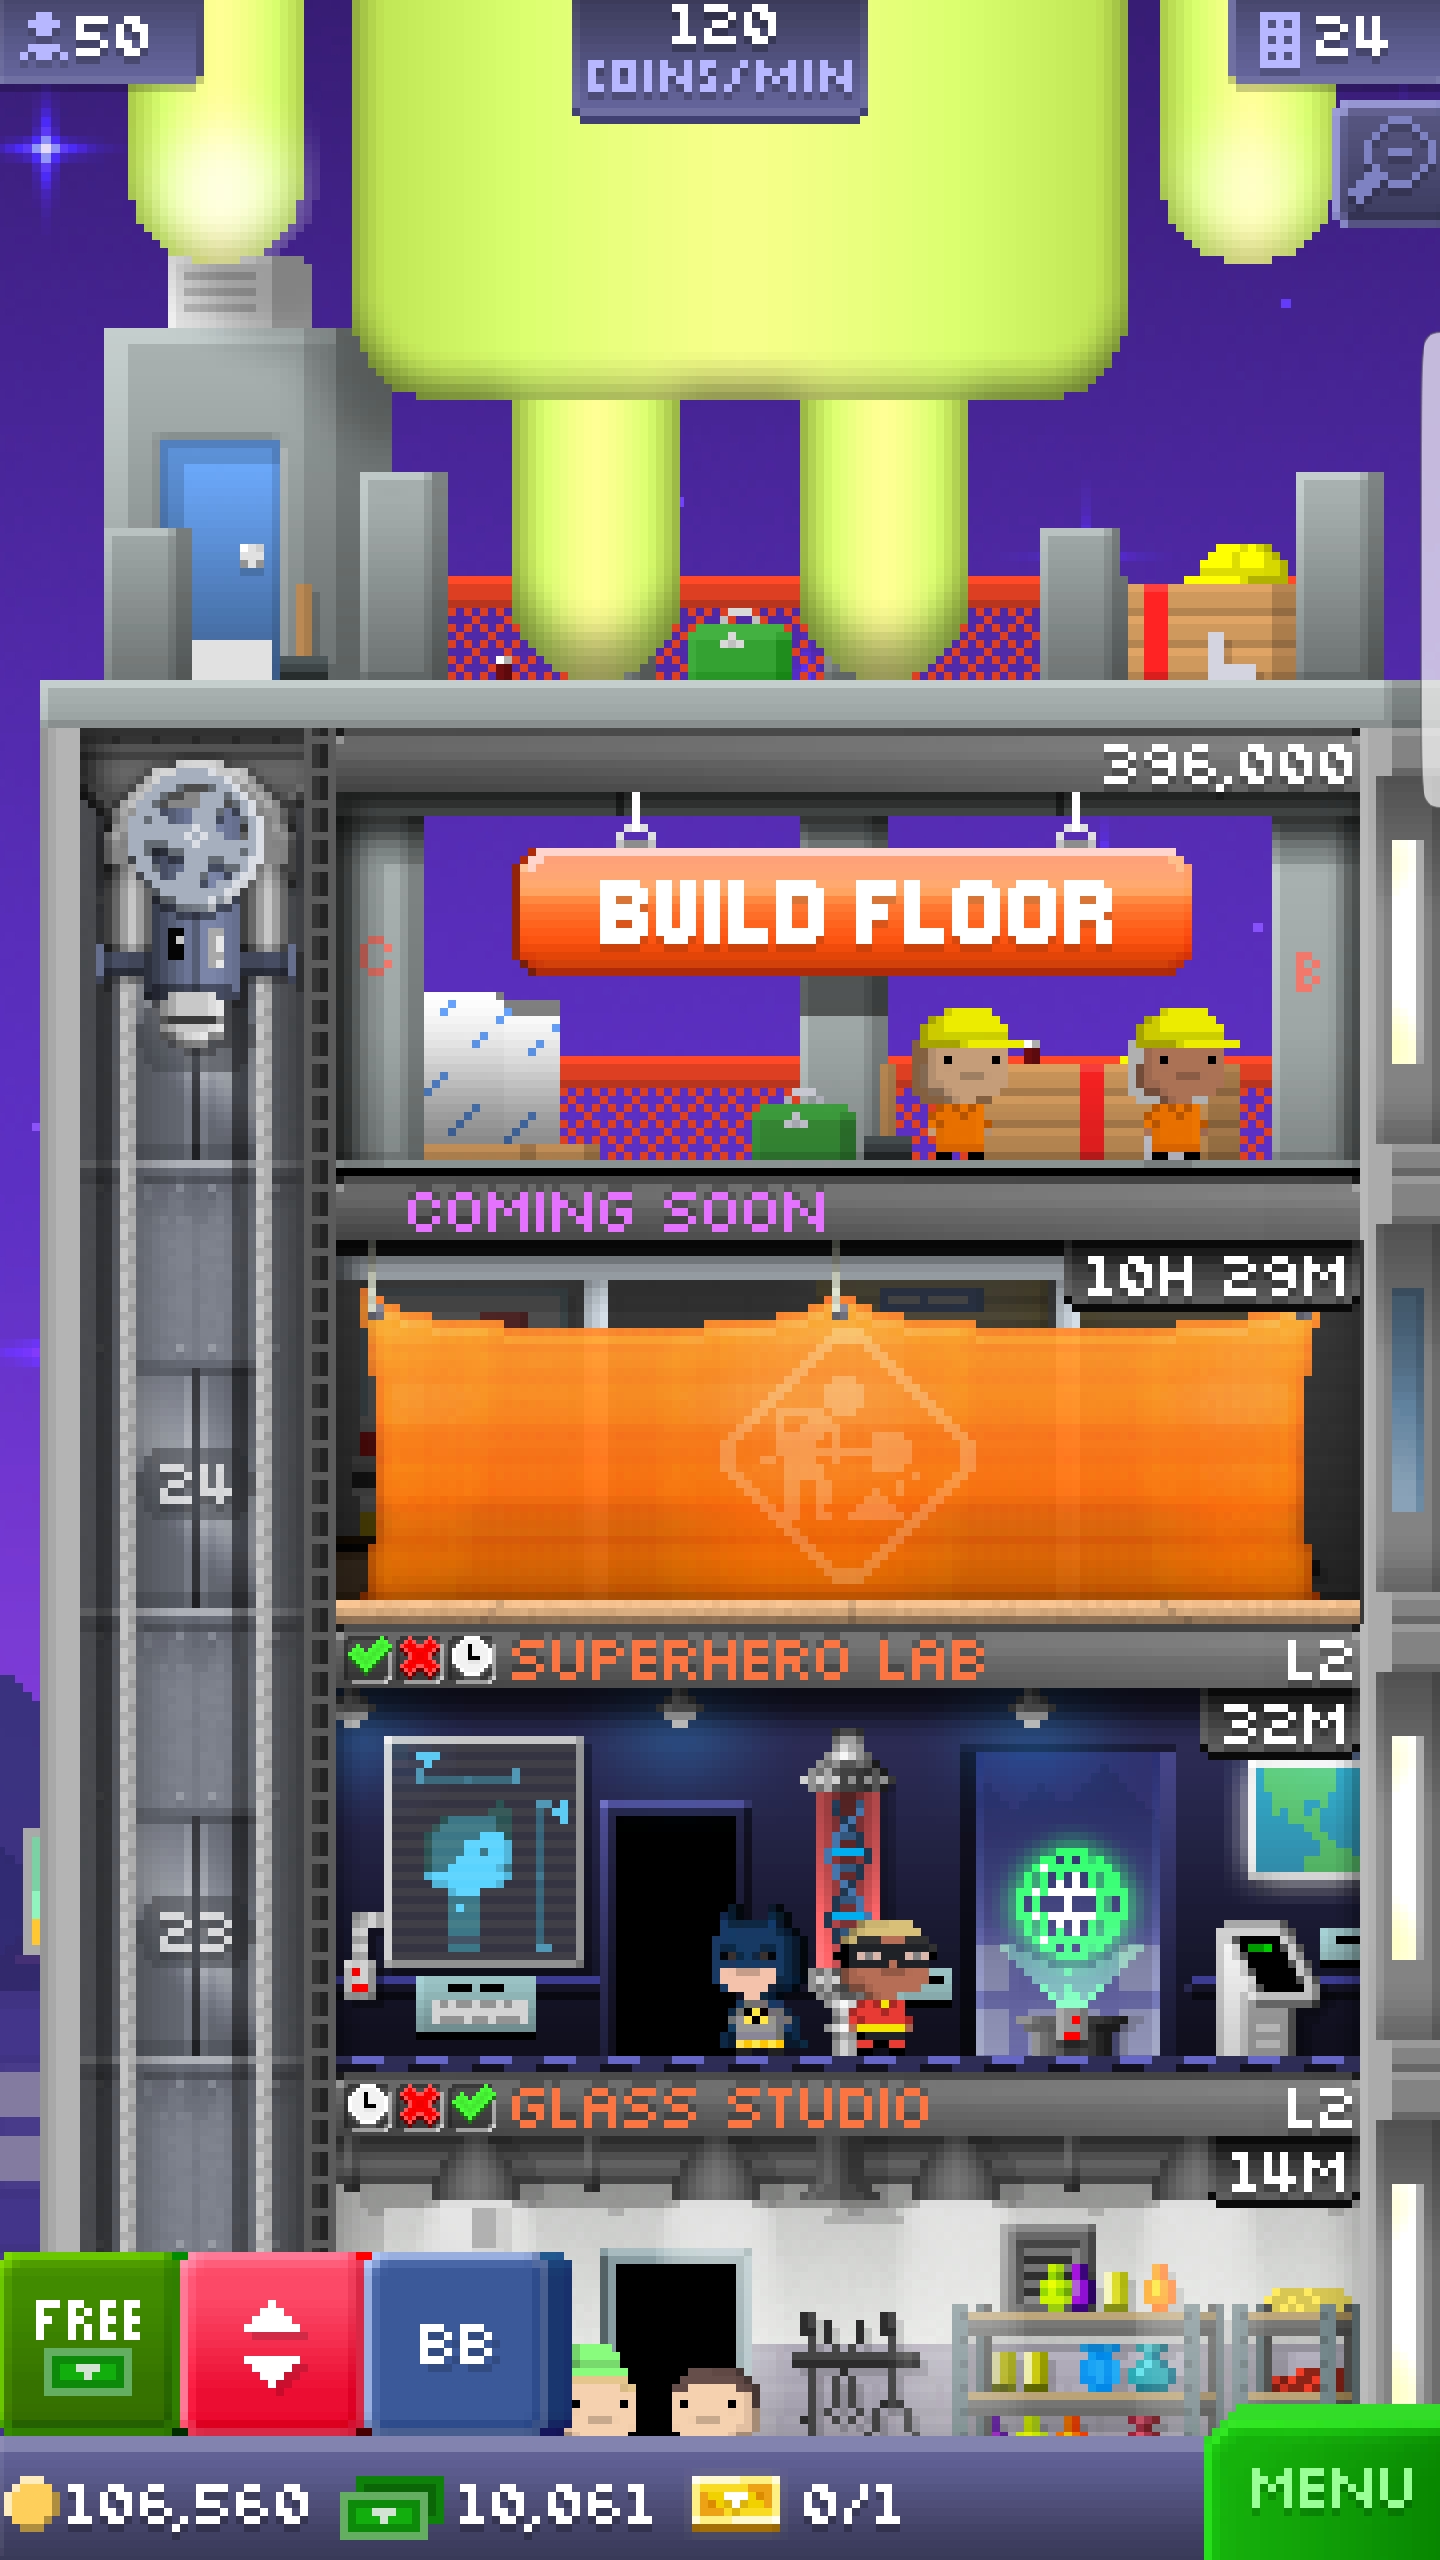 50
120
COINS/MIN
24
396,000
BUILD FLOOR
C
B
COMING SOON
10H 29M
24
SUPERHERO LAB
L2
32M
23
GLASS STUDIO
L2
14M
FREE
BB
106,560
10,061
0/1
MENU